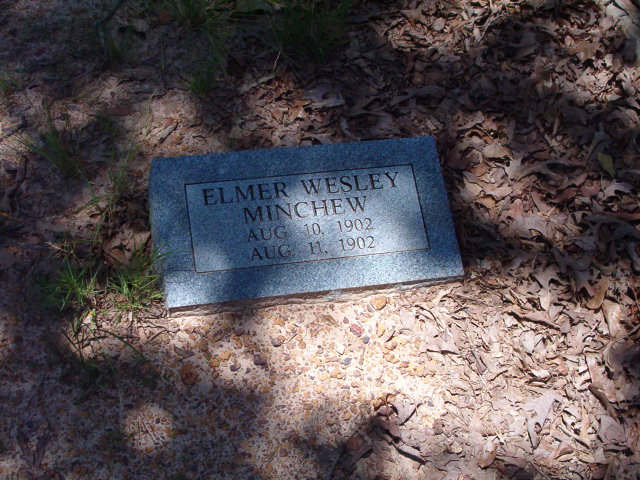 ELMER WESLEY
MINCHEW
AUG. 10, 1902
AUG. 11, 1902